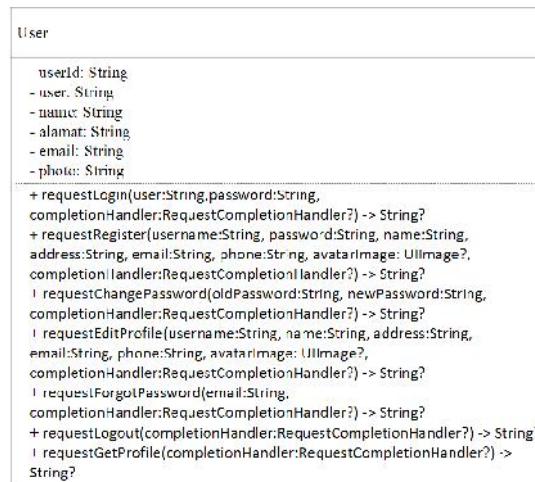 User
- userId: String
- user: String
- name: String
- alamat: String
- email: String
- photo: String
+ requestLogin(user:String,password:String,
completionHandler:RequestCompletionHandler?) -> String?
+ requestRegister(username:String, password:String, name:String,
address:String, email:String, phone:String, avatarImage: UIImage?,
completionHandler:RequestCompletionHandler?) -> String?
+ requestChangePassword(oldPassword:String, newPassword:String,
completionHandler:RequestCompletionHandler?) -> String?
+ requestEditProfile(username:String, name:String, address:String,
email:String, phone:String, avatarImage: UIImage?,
completionHandler:RequestCompletionHandler?) -> String?
+ requestForgotPassword(email:String,
completionHandler:RequestCompletionHandler?) -> String?
+ requestLogout(completionHandler:RequestCompletionHandler?) -> String?
+ requestGetProfile(completionHandler:RequestCompletionHandler?) ->
String?